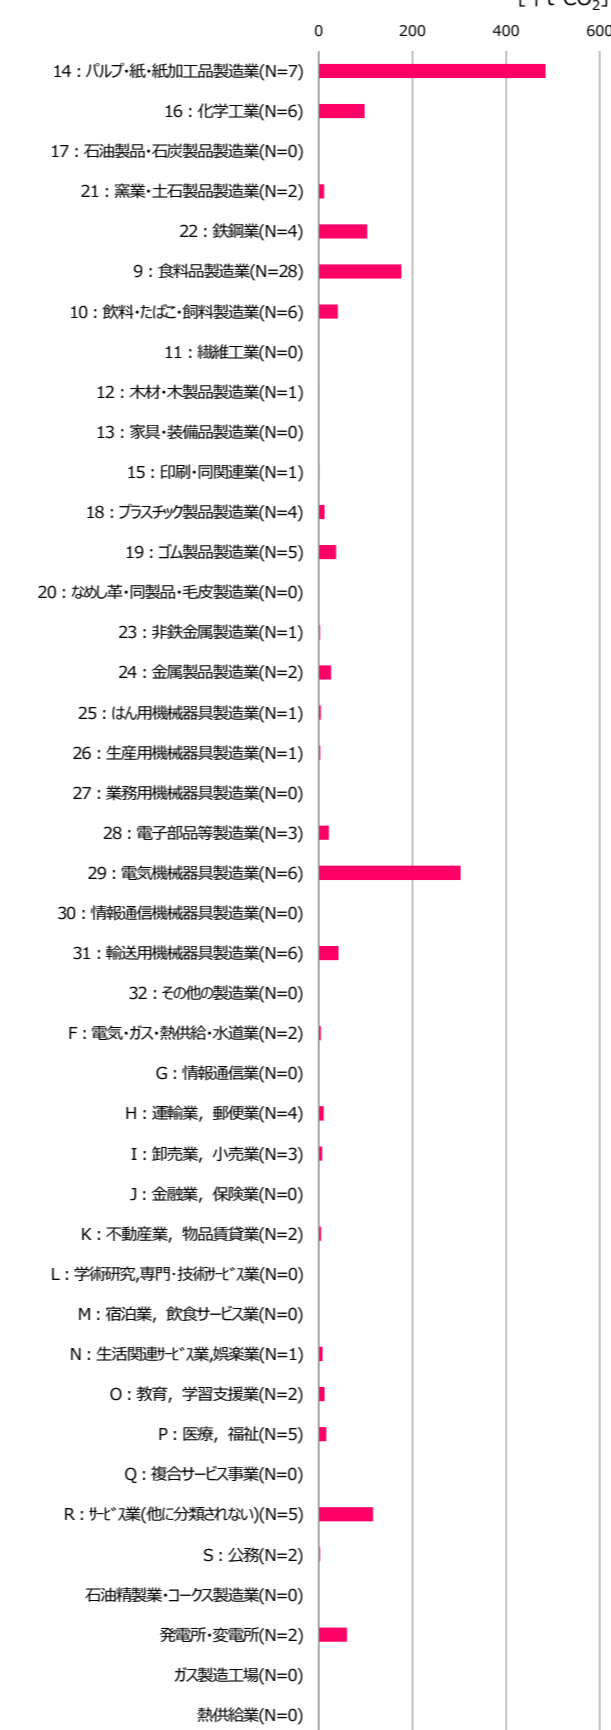 CO2]
0 200 400 600
14：パルプ・紙・紙加工品製造業(N=7)
16：化学工業(N=6)
17：石油製品・石炭製品製造業(N=0)
21：窯業・土石製品製造業(N=2)
22：鉄鋼業(N=4)
9：食料品製造業(N=28)
10：飲料・たばこ・飼料製造業(N=6)
11：繊維工業(N=0)
12：木材・木製品製造業(N=1)
13：家具・装備品製造業(N=0)
15：印刷・同関連業(N=1)
18：プラスチック製品製造業(N=4)
19：ゴム製品製造業(N=5)
20：なめし革・同製品・毛皮製造業(N=0)
23：非鉄金属製造業(N=1)
24：金属製品製造業(N=2)
25：はん用機械器具製造業(N=1)
26：生産用機械器具製造業(N=1)
27：業務用機械器具製造業(N=0)
28：電子部品等製造業(N=3)
29：電気機械器具製造業(N=6)
30：情報通信機械器具製造業(N=0)
31：輸送用機械器具製造業(N=6)
32：その他の製造業(N=0)
F：電気・ガス・熱供給・水道業(N=2)
G：情報通信業(N=0)
H：運輸業，郵便業(N=4)
I：卸売業，小売業(N=3)
J：金融業，保険業(N=0)
K：不動産業，物品賃貸業(N=2)
L：学術研究,専門・技術ｻｰﾋﾞｽ業(N=0)
M：宿泊業，飲食サービス業(N=0)
N：生活関連ｻｰﾋﾞｽ業,娯楽業(N=1)
O：教育，学習支援業(N=2)
P：医療，福祉(N=5)
Q：複合サービス事業(N=0)
R：ｻｰﾋﾞｽ業(他に分類されない)(N=5)
S：公務(N=2)
石油精製業・コークス製造業(N=0)
発電所・変電所(N=2)
ガス製造工場(N=0)
熱供給業(N=0)